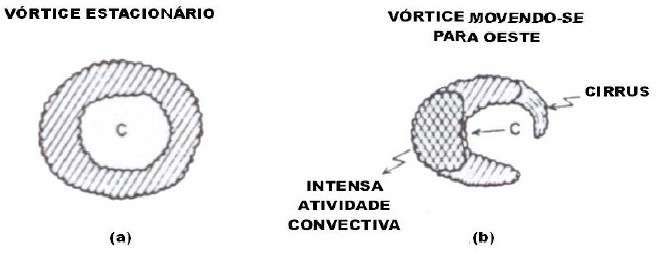 VÓRTICE ESTACIONÁRIO
C
(a)
VÓRTICE MOVENDO-SE
PARA OESTE
CIRRUS
C
INTENSA
ATIVIDADE
CONVECTIVA
(b)